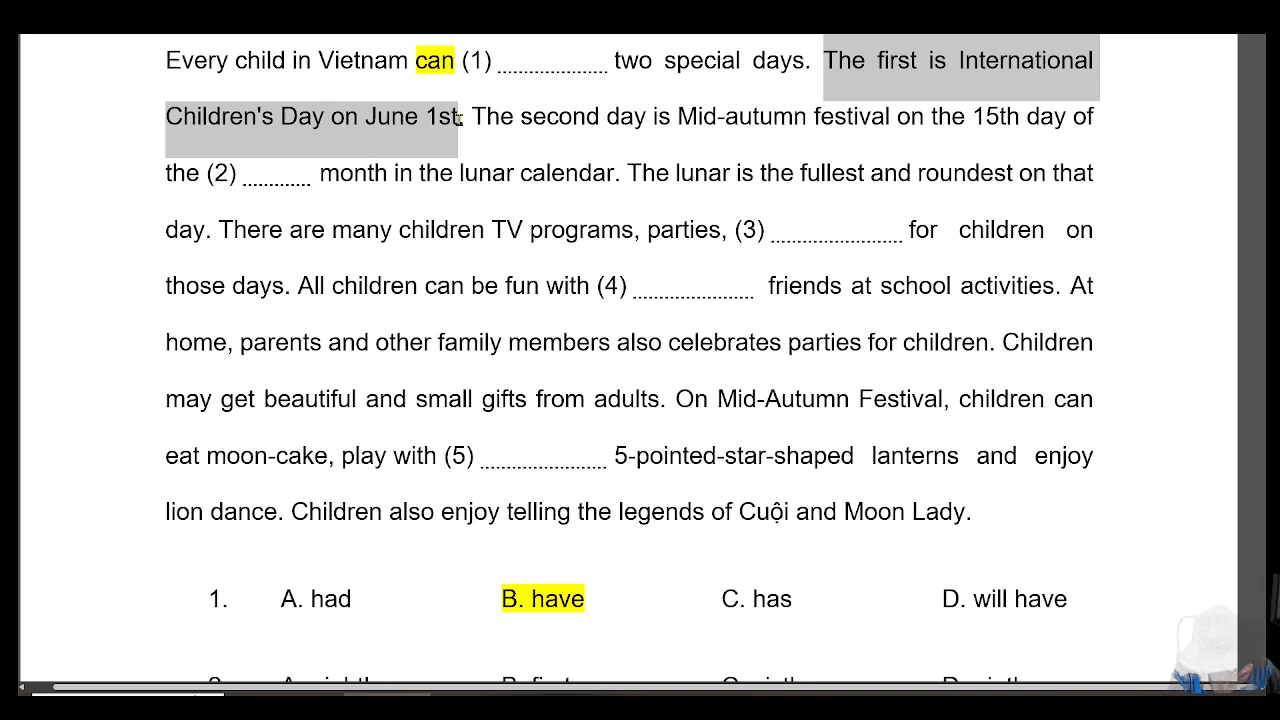 Every child in Vietnam can (1) ..................... two special days. The first is International
Children's Day on June 1st. The second day is Mid-autumn festival on the 15th day of
the (2) ............ month in the lunar calendar. The lunar is the fullest and roundest on that
day. There are many children TV programs, parties, (3) ........................ for children on
those days. All children can be fun with (4) ...................... friends at school activities. At
home, parents and other family members also celebrates parties for children. Children
may get beautiful and small gifts from adults. On Mid-Autumn Festival, children can
eat moon-cake, play with (5) ....................... 5-pointed-star-shaped lanterns and enjoy
lion dance. Children also enjoy telling the legends of Cuội and Moon Lady.
1. A. had B. have C. has D. will have